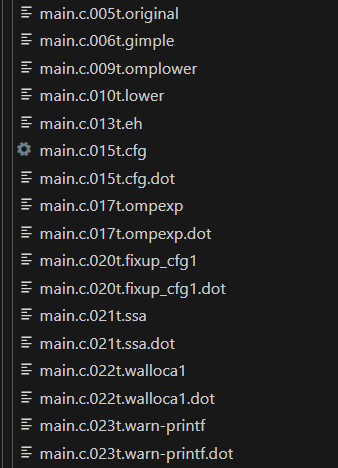 main.c.005t.original
main.c.006t.gimple
main.c.009t.omplower
main.c.010t.lower
main.c.013t.eh
main.c.015t.cfg
main.c.015t.cfg.dot
main.c.017t.ompexp
main.c.017t.ompexp.dot
main.c.020t.fixup_cfg1
main.c.020t.fixup_cfg1.dot
main.c.021t.ssa
main.c.021t.ssa.dot
main.c.022t.walloca1
main.c.022t.walloca1.dot
main.c.023t.warn-printf
main.c.023t.warn-printf.dot